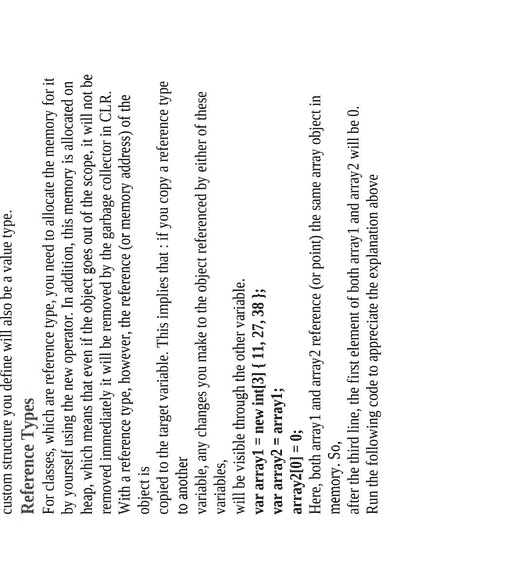 custom structure you define will also be a value type.
Reference Types
For classes, which are reference type, you need to allocate the memory for it
by yourself using the new operator. In addition, this memory is allocated on
heap, which means that even if the object goes out of the scope, it will not be
removed immediately it will be removed by the garbage collector in CLR.
With a reference type, however, the reference (or memory address) of the
object is
copied to the target variable. This implies that : if you copy a reference type
to another
variable, any changes you make to the object referenced by either of these
variables,
will be visible through the other variable.
var array1 = new int[3] { 11, 27, 38 };
var array2 = array1;
array2[0] = 0;
Here, both array1 and array2 reference (or point) the same array object in
memory. So,
after the third line, the first element of both array1 and array2 will be 0.
Run the following code to appreciate the explanation above